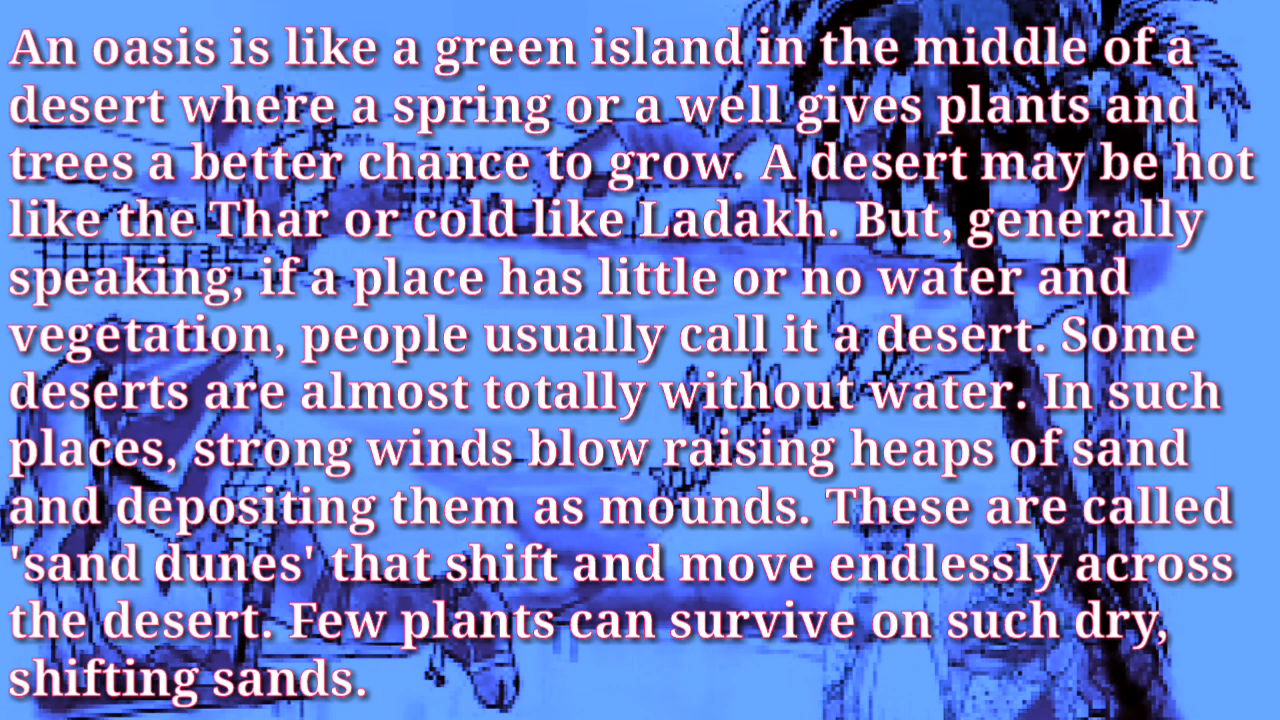 An oasis is like a green island in the middle of a
desert where a spring or a well gives plants and
trees a better chance to grow. A desert may be hot
like the Thar or cold like Ladakh. But, generally
speaking, if a place has little or no water and
vegetation, people usually call it a desert. Some
deserts are almost totally without water. In such
places, strong winds blow raising heaps of sand
and depositing them as mounds. These are called
'sand dunes' that shift and move endlessly across
the desert. Few plants can survive on such dry,
shifting sands.